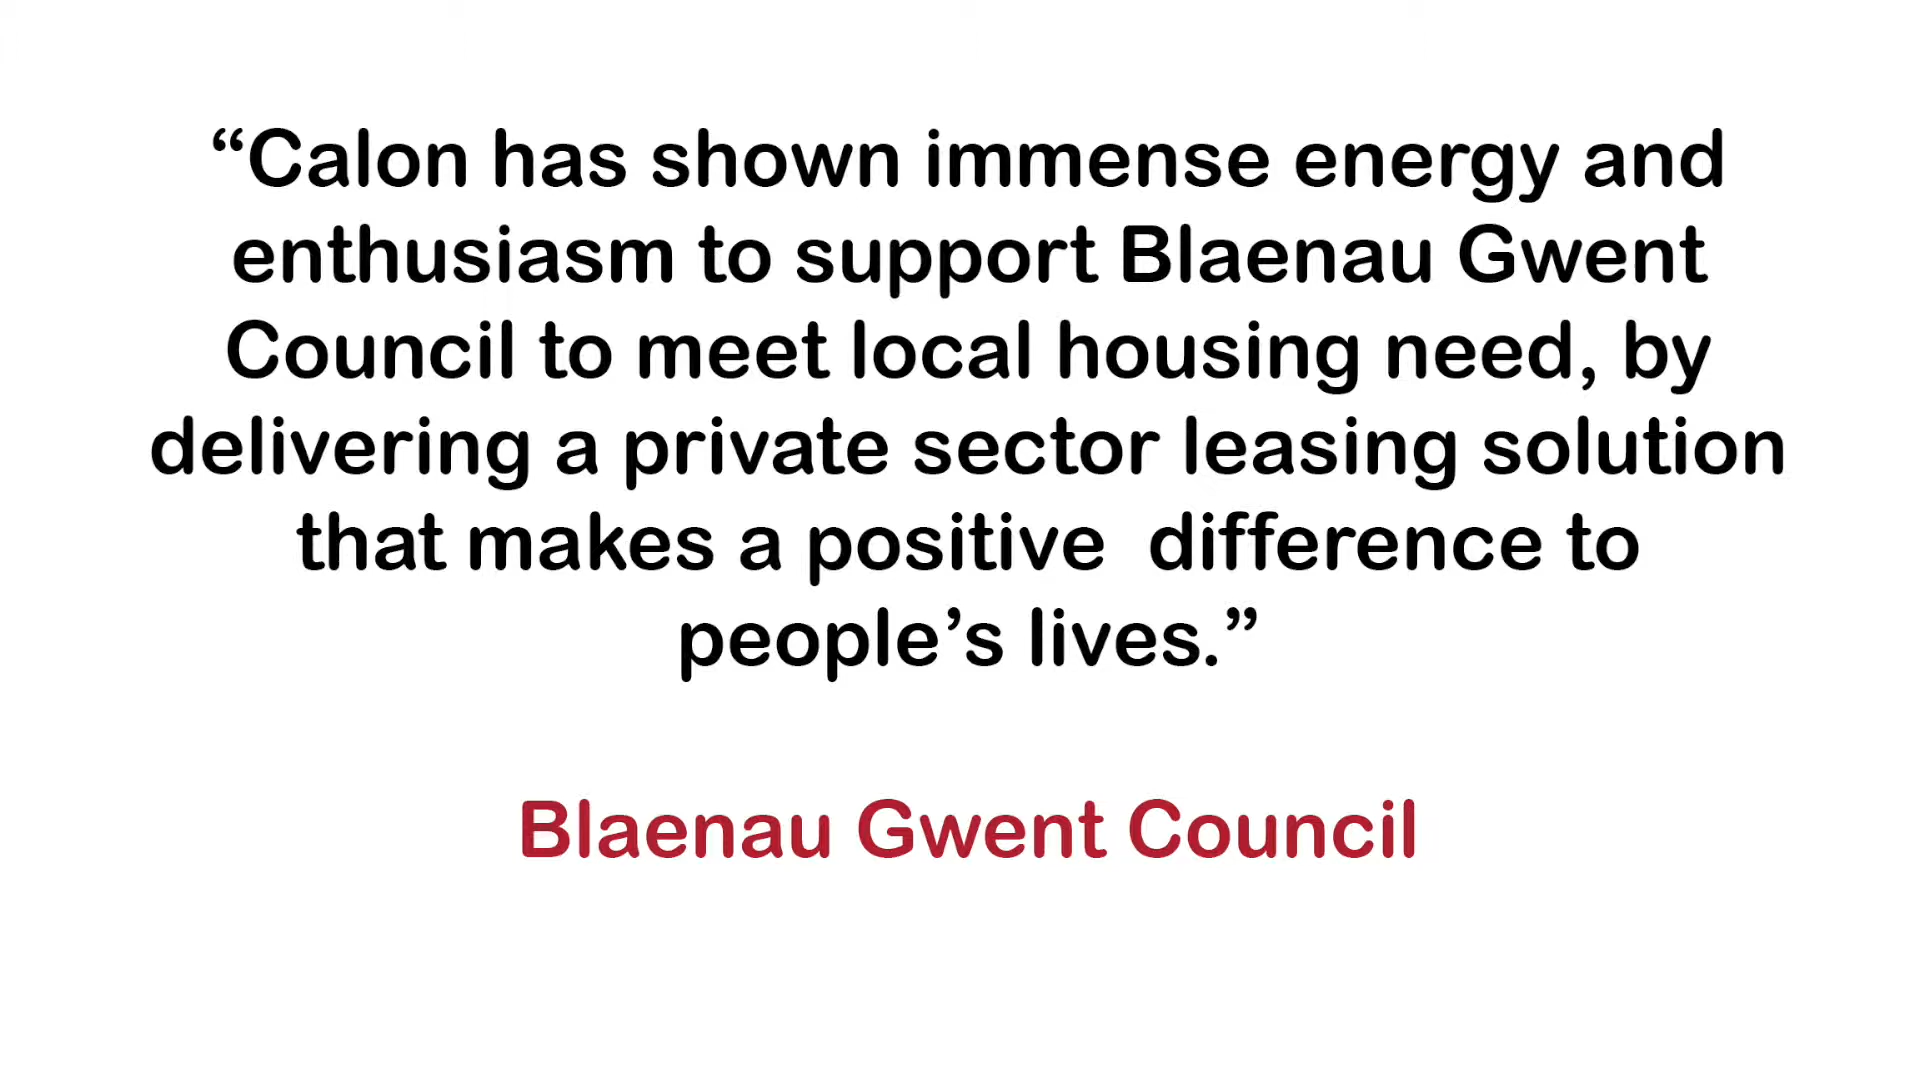 “Calon has shown immense energy and
enthusiasm to support Blaenau Gwent
Council to meet local housing need, by
delivering a private sector leasing solution
that makes a positive  difference to
people’s lives.”
Blaenau Gwent Council